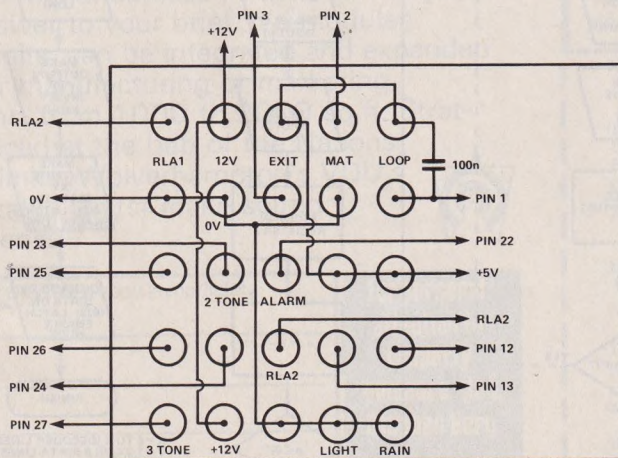 PIN 3 PIN 2
+12V
RLA2
RLA1 12V EXIT MAT LOOP
100n
0V PIN 1
0V
PIN 23 PIN 22
PIN 25 +5V
2 TONE ALARM
RLA2
PIN 26 PIN 12
RLA2
PIN 24 PIN 13
PIN 27
3 TONE +12V LIGHT RAIN